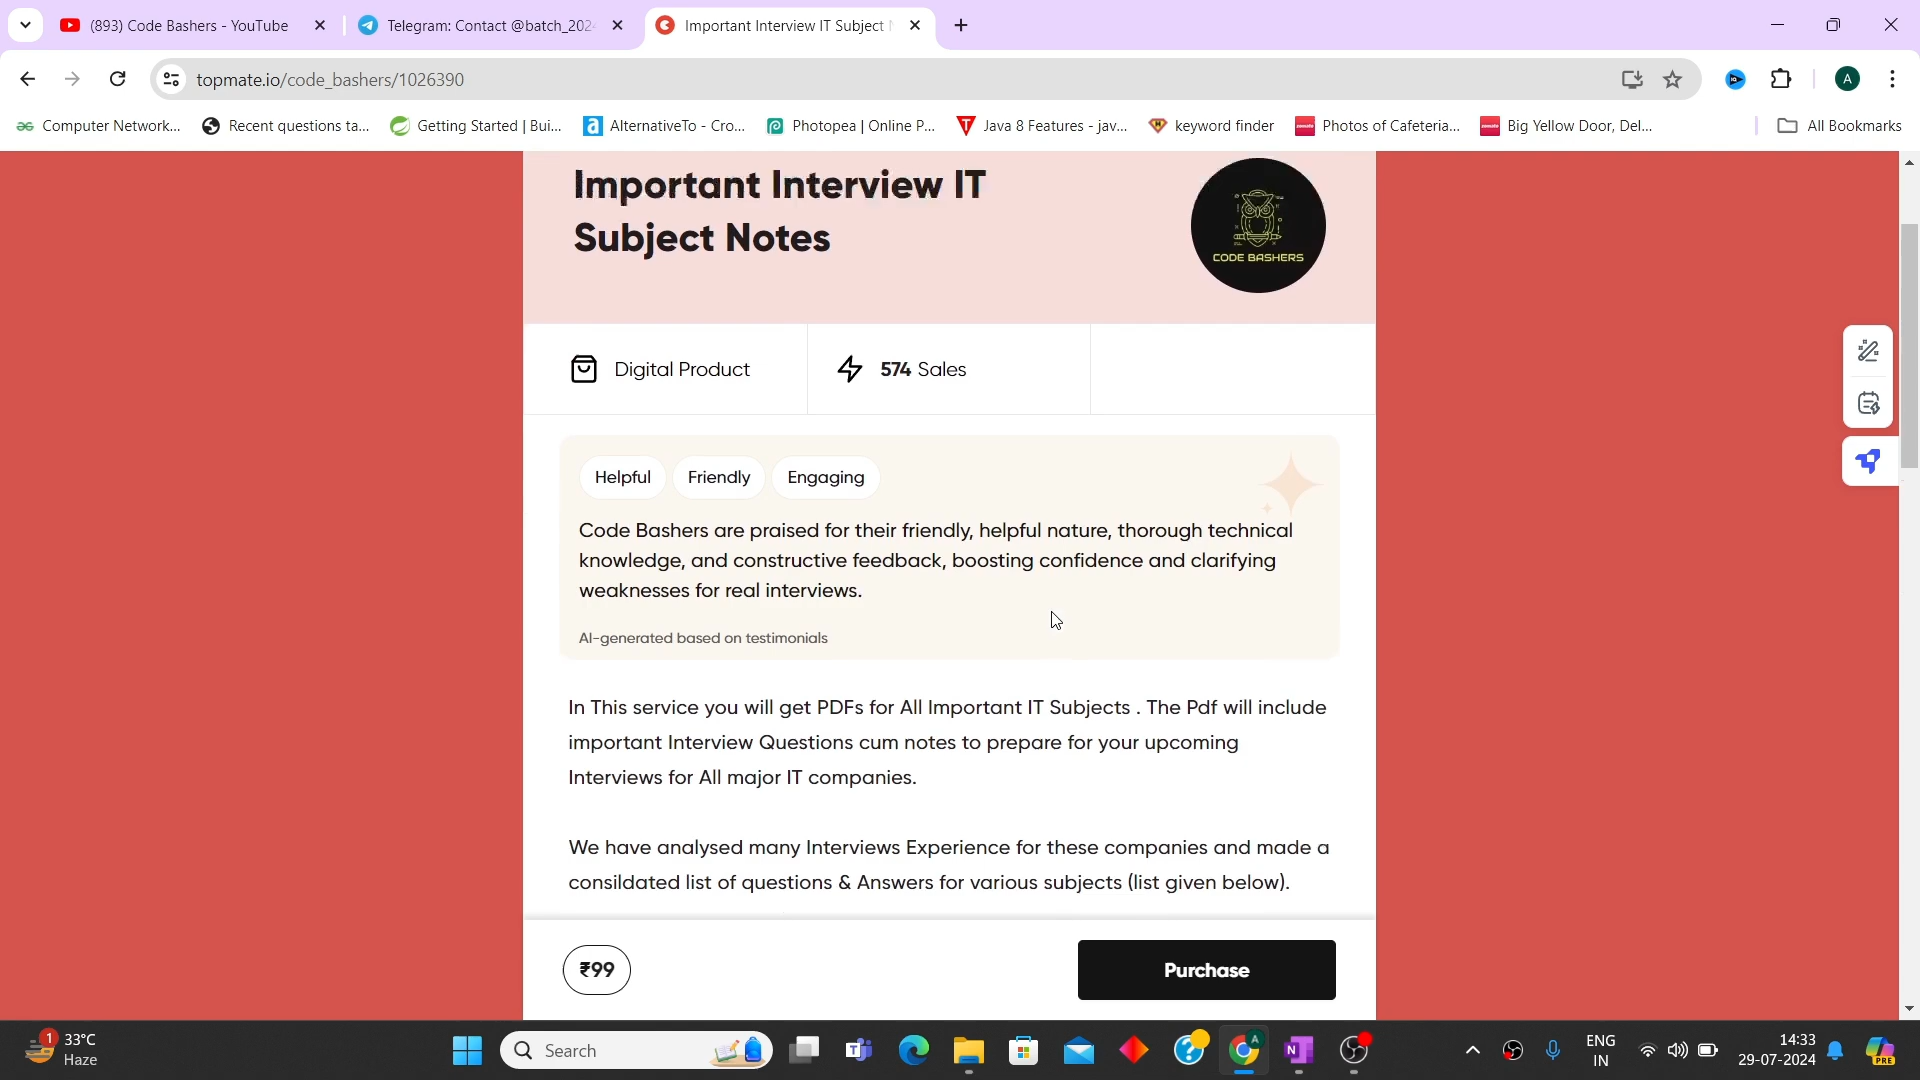 (893) Code Bashers - YouTube
Telegram: Contact @batch_202
Important Interview IT Subject
topmate.io/code_bashers/1026390
A
Computer Network...
Recent questions ta...
Getting Started | Bui...
AlternativeTo - Cro...
Photopea | Online P...
Java 8 Features - jav...
keyword finder
Photos of Cafeteria...
Big Yellow Door, Del...
All Bookmarks
Important Interview IT
Subject Notes
CODE BASHERS
Digital Product
574 Sales
Helpful
Friendly
Engaging
Code Bashers are praised for their friendly, helpful nature, thorough technical
knowledge, and constructive feedback, boosting confidence and clarifying
weaknesses for real interviews.
AI-generated based on testimonials
In This service you will get PDFs for All Important IT Subjects . The Pdf will include
important Interview Questions cum notes to prepare for your upcoming
Interviews for All major IT companies.
We have analysed many Interviews Experience for these companies and made a
consildated list of questions & Answers for various subjects (list given below).
₹99
Purchase
1
33°C
Haze
Search
ENG
IN
14:33
29-07-2024
PRE